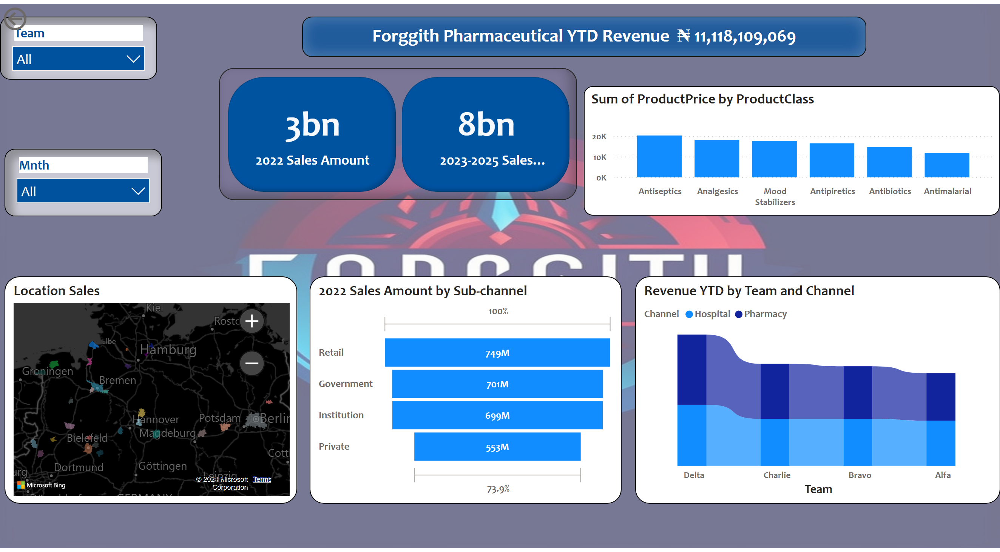 Team
All
Forggith Pharmaceutical YTD Revenue ₦ 11,118,109,069
3bn
2022 Sales Amount
8bn
2023-2025 Sales...
Mnth
All
Sum of ProductPrice by ProductClass
20K
10K
0K
Antiseptics
Analgesics
Mood
Stabilizers
Antipiretics
Antibiotics
Antimalarial
Location Sales
Kiel
Elbe
Hamburg
Groningen
Bremen
Hannover
Potsdam
Magdeburg
Bielefeld
Dortmund
Göttingen
Leipzig
Microsoft Bing
© 2024 Microsoft Terms
Corporation
2022 Sales Amount by Sub-channel
100%
Retail
749M
Government
701M
Institution
699M
Private
553M
73.9%
Revenue YTD by Team and Channel
Channel Hospital Pharmacy
Delta
Charlie
Bravo
Alfa
Team